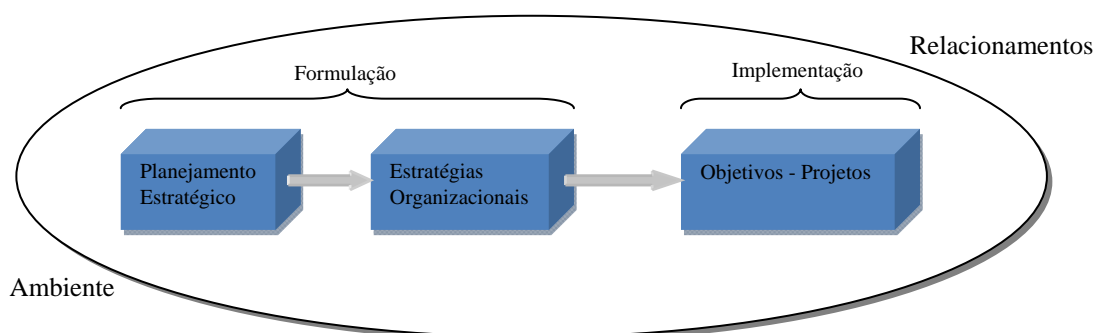 Relacionamentos
Formulação
Implementação
Planejamento
Estratégico
Estratégias
Organizacionais
Objetivos - Projetos
Ambiente